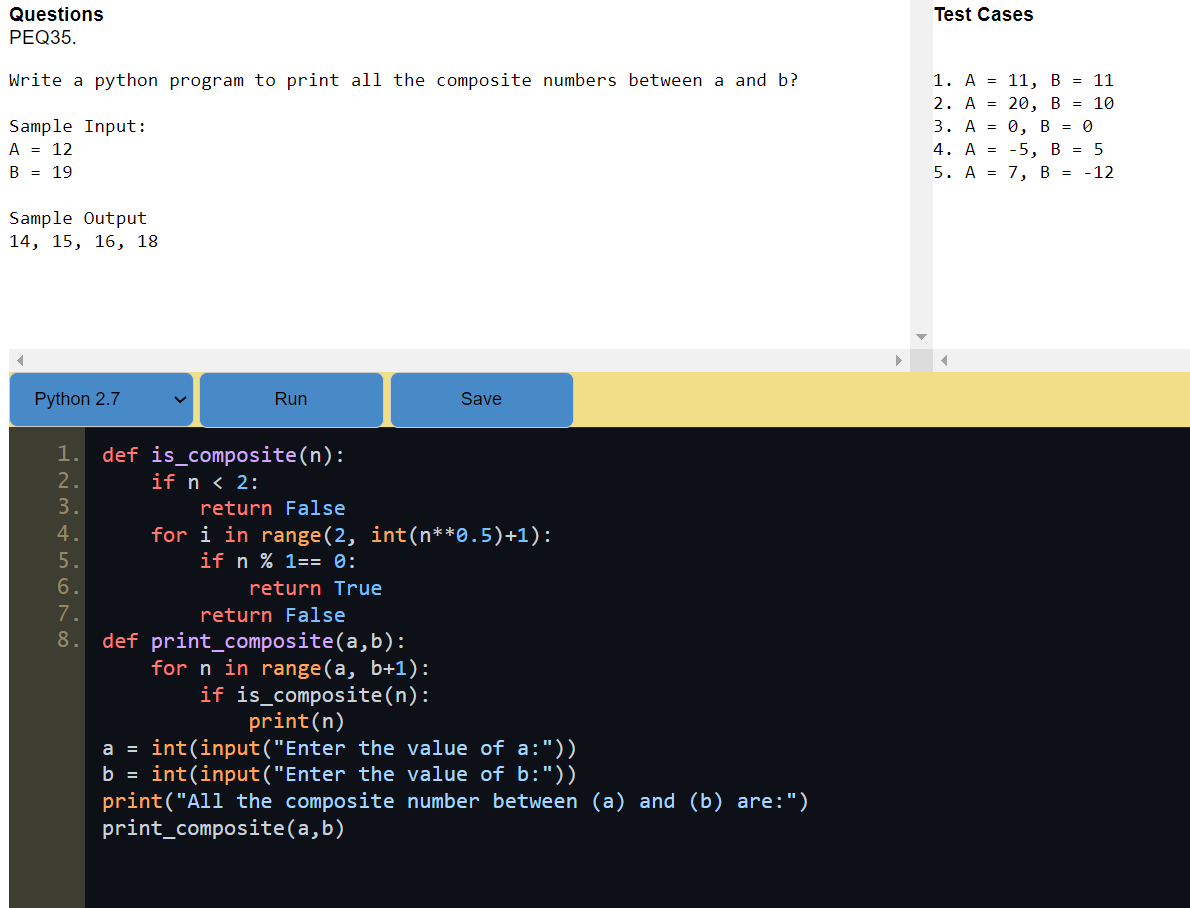 Questions
PEQ35.
Write a python program to print all the composite numbers between a and b?
Sample Input:
A = 12
B = 19
Sample Output
14, 15, 16, 18
Test Cases
1. A = 11, B = 11
2. A = 20, B = 10
3. A = 0, B = 0
4. A = -5, B = 5
5. A = 7, B = -12
Python 2.7
Run
Save
1. def is_composite(n):
2.     if n < 2:
3.         return False
4.     for i in range(2, int(n**0.5)+1):
5.         if n % 1== 0:
6.             return True
7.         return False
8. def print_composite(a,b):
    for n in range(a, b+1):
        if is_composite(n):
            print(n)
a = int(input("Enter the value of a:"))
b = int(input("Enter the value of b:"))
print("All the composite number between (a) and (b) are:")
print_composite(a,b)